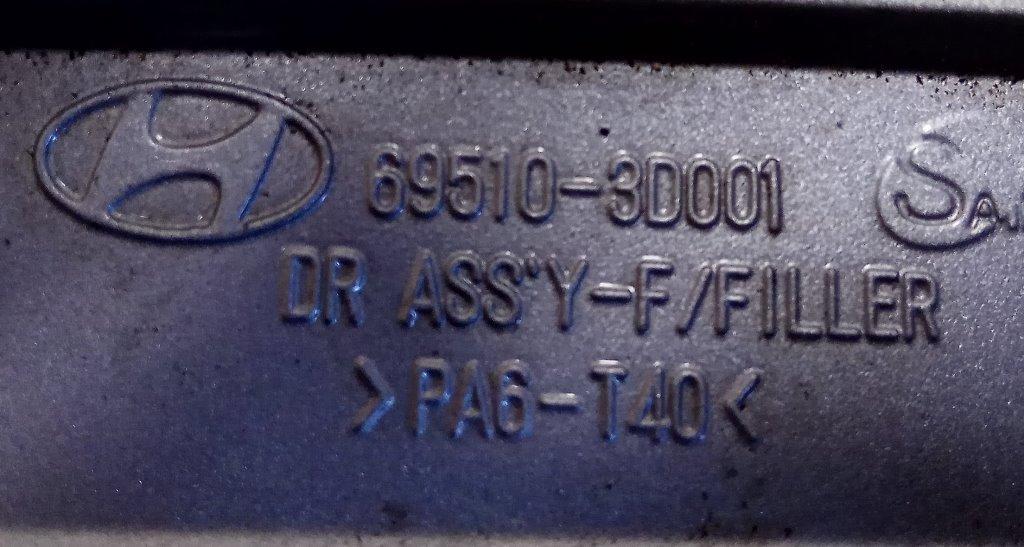 69510-3D001
DR ASS'Y-F/FILLER
>PA6-T40<